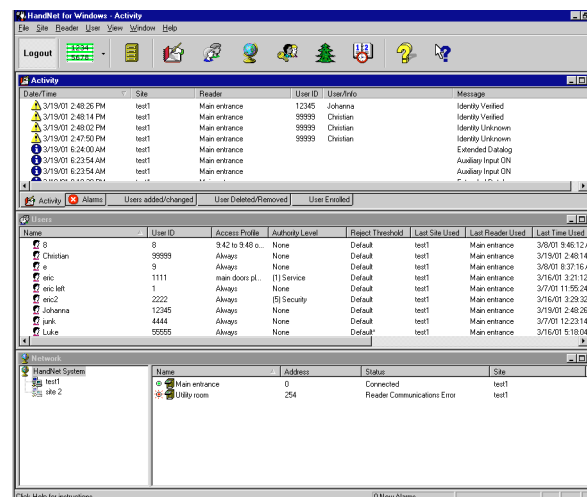 HandNet for Windows - Activity
File Site Reader User View Window Help
Logout 1234 5678
Activity
Date/Time Site Reader User ID User/Info Message
3/19/01 2:48:26 PM test1 Main entrance 12345 Johanna Identity Verified
3/19/01 2:48:14 PM test1 Main entrance 99999 Christian Identity Verified
3/19/01 2:48:02 PM test1 Main entrance 99999 Christian Identity Unknown
3/19/01 2:47:50 PM test1 Main entrance 99999 Christian Identity Unknown
3/19/01 6:24:00 AM test1 Main entrance Extended Datalog
3/19/01 6:23:54 AM test1 Main entrance Auxiliary Input ON
3/19/01 6:23:54 AM test1 Main entrance Auxiliary Input ON
Activity Alarms Users added/changed User Deleted/Removed User Enrolled
Users
Name User ID Access Profile Authority Level Reject Threshold Last Site Used Last Reader Used Last Time Used
8 8 9:42 to 9:48 o... None Default test1 Main entrance 3/8/01 9:46:12
Christian 99999 Always None Default test1 Main entrance 3/19/01 2:48:14
e 9 Always None Default test1 Main entrance 3/8/01 8:37:16
eric 1111 main doors pl... (1) Service Default test1 Main entrance 3/16/01 3:21:12
eric left 1 Always None Default test1 Main entrance 3/7/01 11:55:24
eric2 2222 Always (5) Security Default test1 Main entrance 3/16/01 3:29:32
Johanna 12345 Always None Default test1 Main entrance 3/19/01 2:48:26
junk 4444 Always None Default test1 Main entrance 3/7/01 12:23:14
Luke 55555 Always None Default* test1 Main entrance 3/16/01 5:18:04
Network
HandNet System Name Address Status Site
test1 Main entrance 0 Connected test1
site 2 Utility room 254 Reader Communications Error test1
Click Help for instructions 0 New Alarms